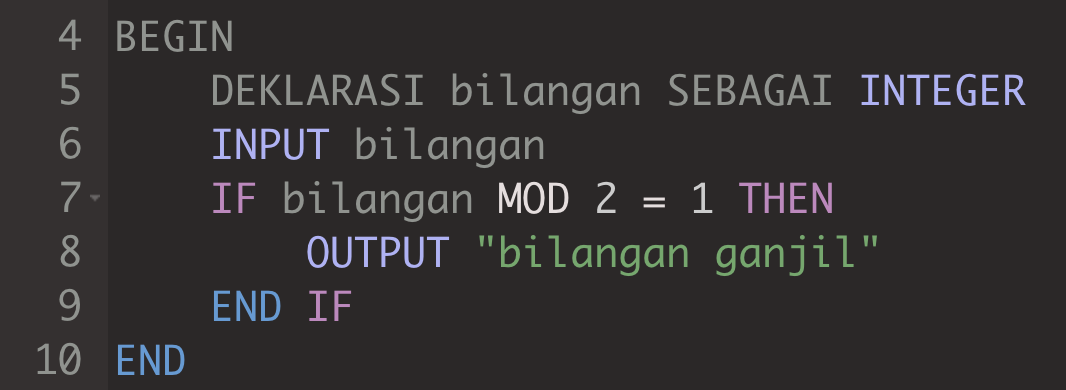 4 BEGIN
5 DEKLARASI bilangan SEBAGAI INTEGER
6 INPUT bilangan
7 IF bilangan MOD 2 = 1 THEN
8 OUTPUT "bilangan ganjil"
9 END IF
10 END